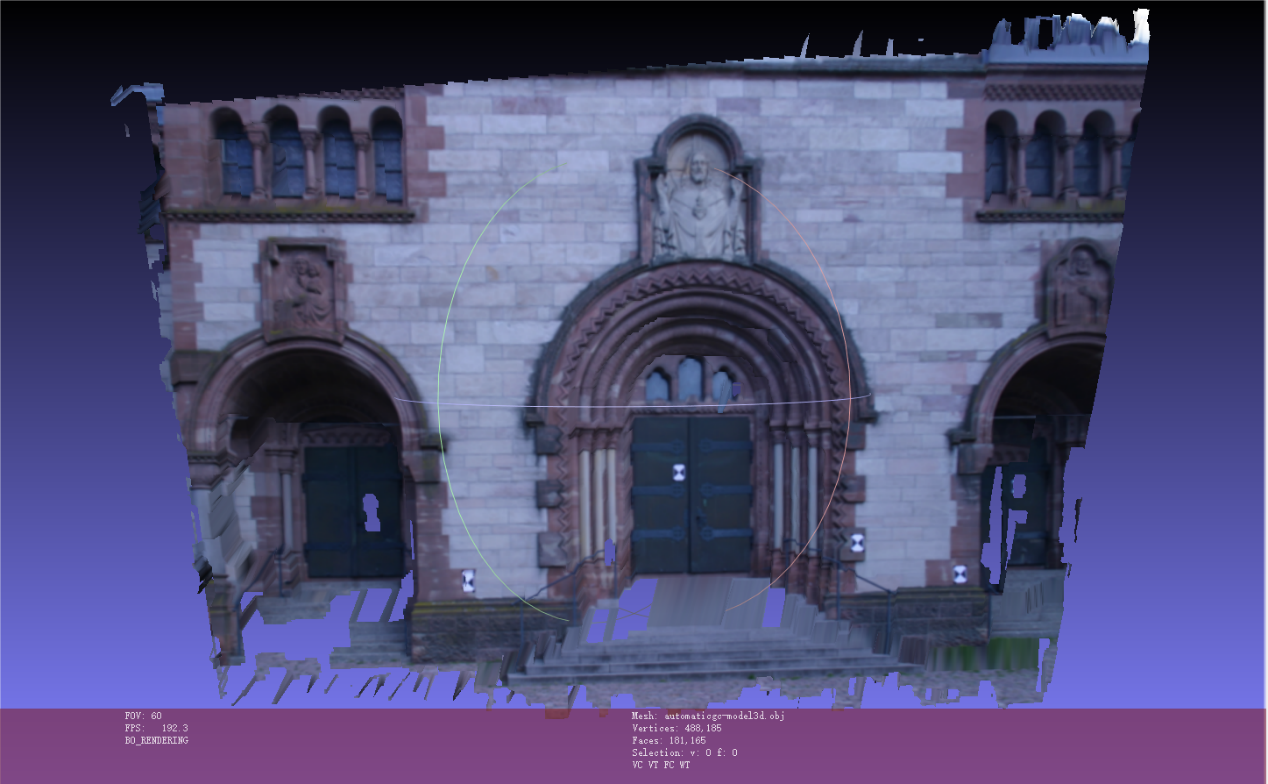 FOV: 60
FPS: 192.3
BO_RENDERING
Mesh: automaticgc-model3d.obj
Vertices: 488,185
Faces: 181,165
Selection: v: 0 f: 0
VC VT FC WT